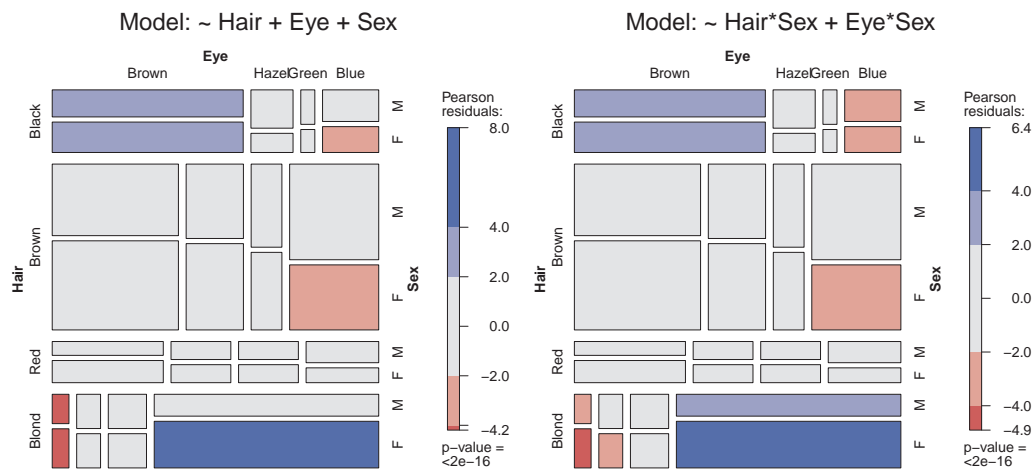 Model: ~ Hair + Eye + Sex
Eye
Brown HazelGreen Blue
Hair
Black
Brown
Red
Blond
Sex
M
F
M
F
M
F
M
F
Pearson
residuals:
8.0
4.0
2.0
0.0
−2.0
−4.2
p−value =
<2e−16
Model: ~ Hair*Sex + Eye*Sex
Eye
Brown HazelGreen Blue
Hair
Black
Brown
Red
Blond
Sex
M
F
M
F
M
F
M
F
Pearson
residuals:
6.4
4.0
2.0
0.0
−2.0
−4.0
−4.9
p−value =
<2e−16